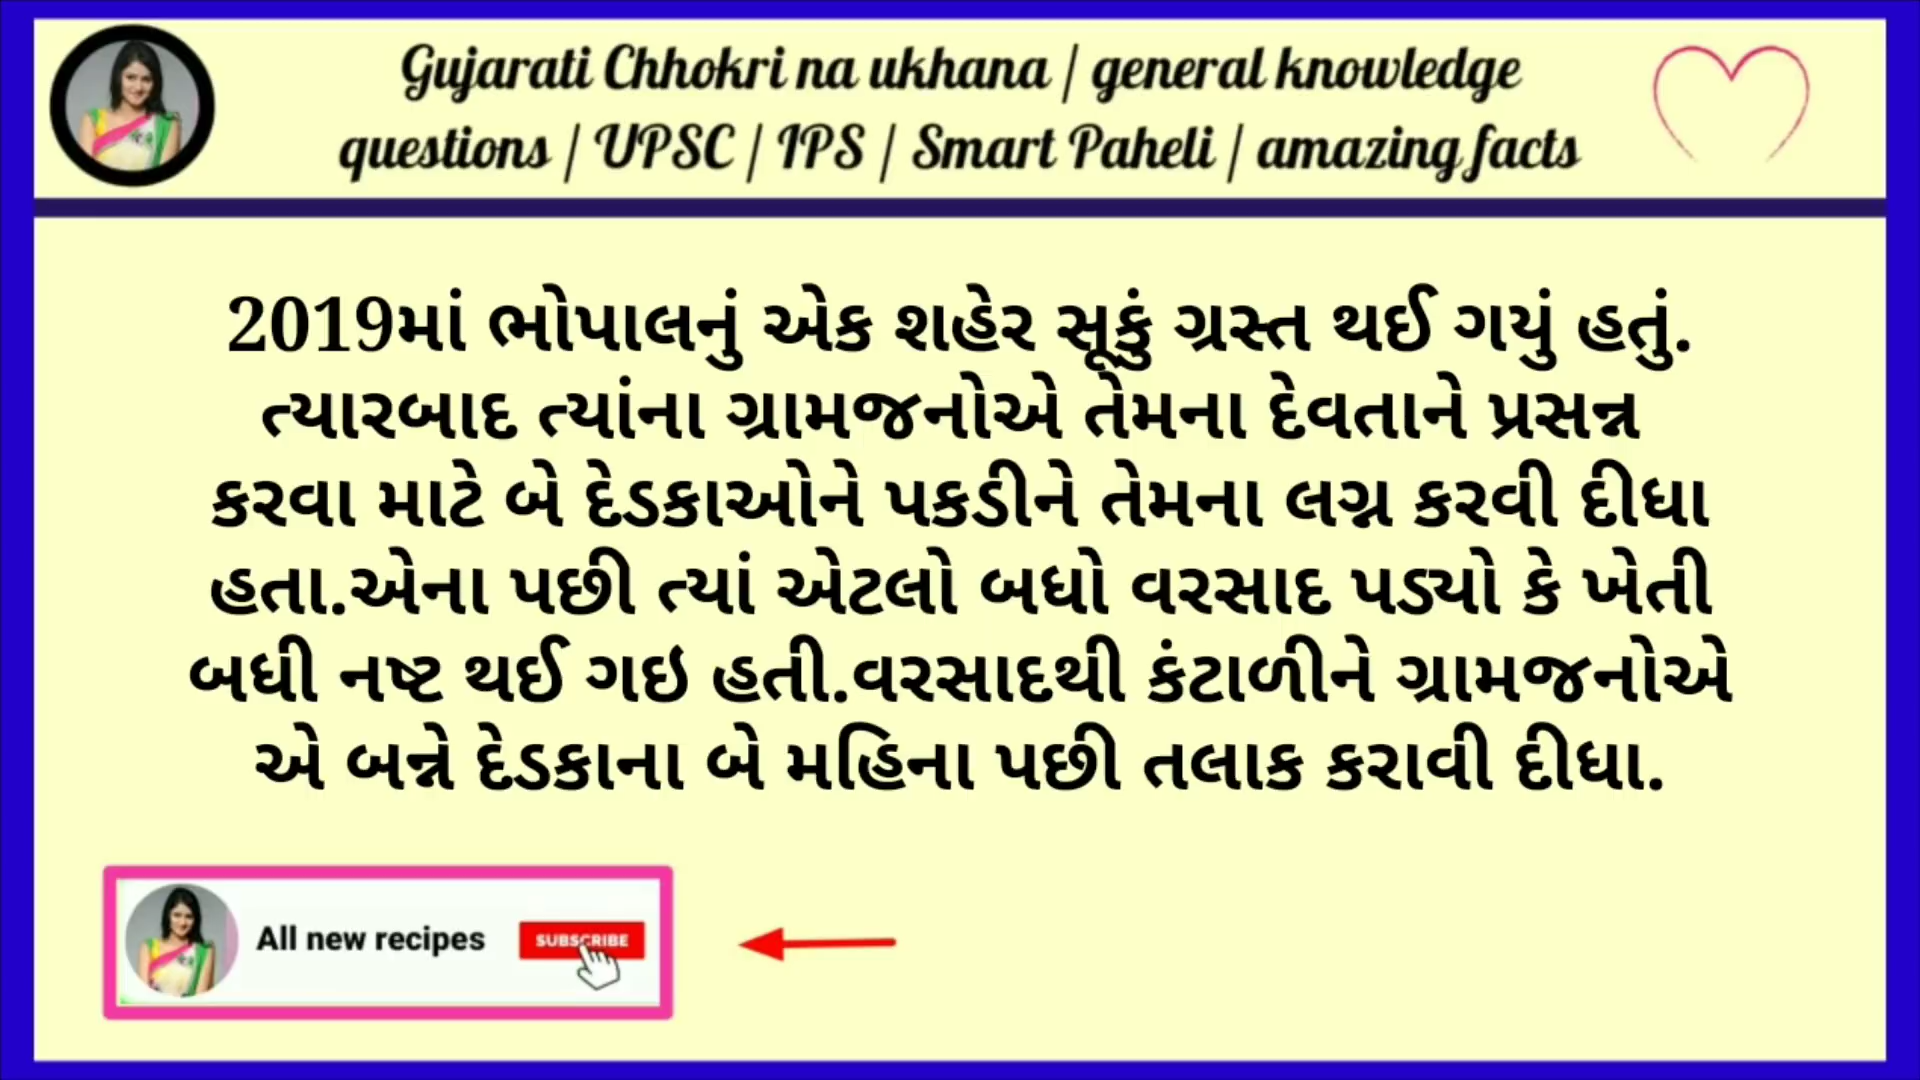 Gujarati Chhokri na ukhana / general knowledge
questions / UPSC / IPS / Smart Paheli / amazing facts
2019માં ભોપાલનું એક શહેર સૂકું ગ્રસ્ત થઈ ગયું હતું.
ત્યારબાદ ત્યાંના ગ્રામજનોએ તેમના દેવતાને પ્રસન્ન
કરવા માટે બે દેડકાઓને પકડીને તેમના લગ્ન કરવી દીધા
હતા.એના પછી ત્યાં એટલો બધો વરસાદ પડ્યો કે ખેતી
બધી નષ્ટ થઈ ગઇ હતી.વરસાદથી કંટાળીને ગ્રામજનોએ
એ બન્ને દેડકાના બે મહિના પછી તલાક કરાવી દીધા.
All new recipes SUBSCRIBE